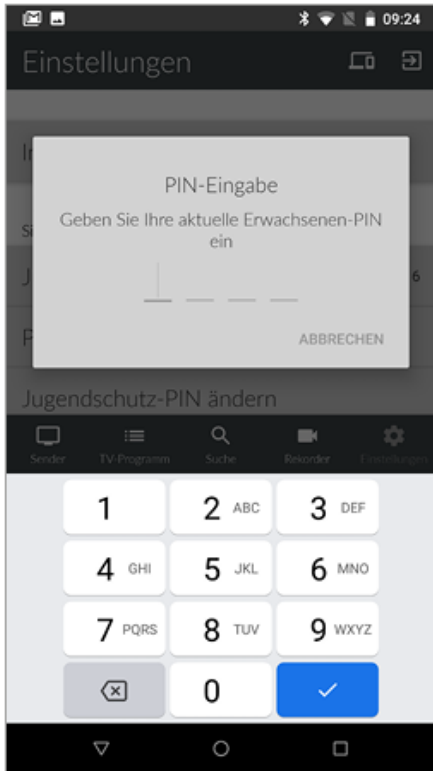 09:24
Einstellungen
PIN-Eingabe
Geben Sie Ihre aktuelle Erwachsenen-PIN
ein
ABBRECHEN
6
Jugendschutz-PIN ändern
Sender TV-Programm Suche Rekorder Einstellungen
1 2 ABC 3 DEF
4 GHI 5 JKL 6 MNO
7 PQRS 8 TUV 9 WXYZ
0